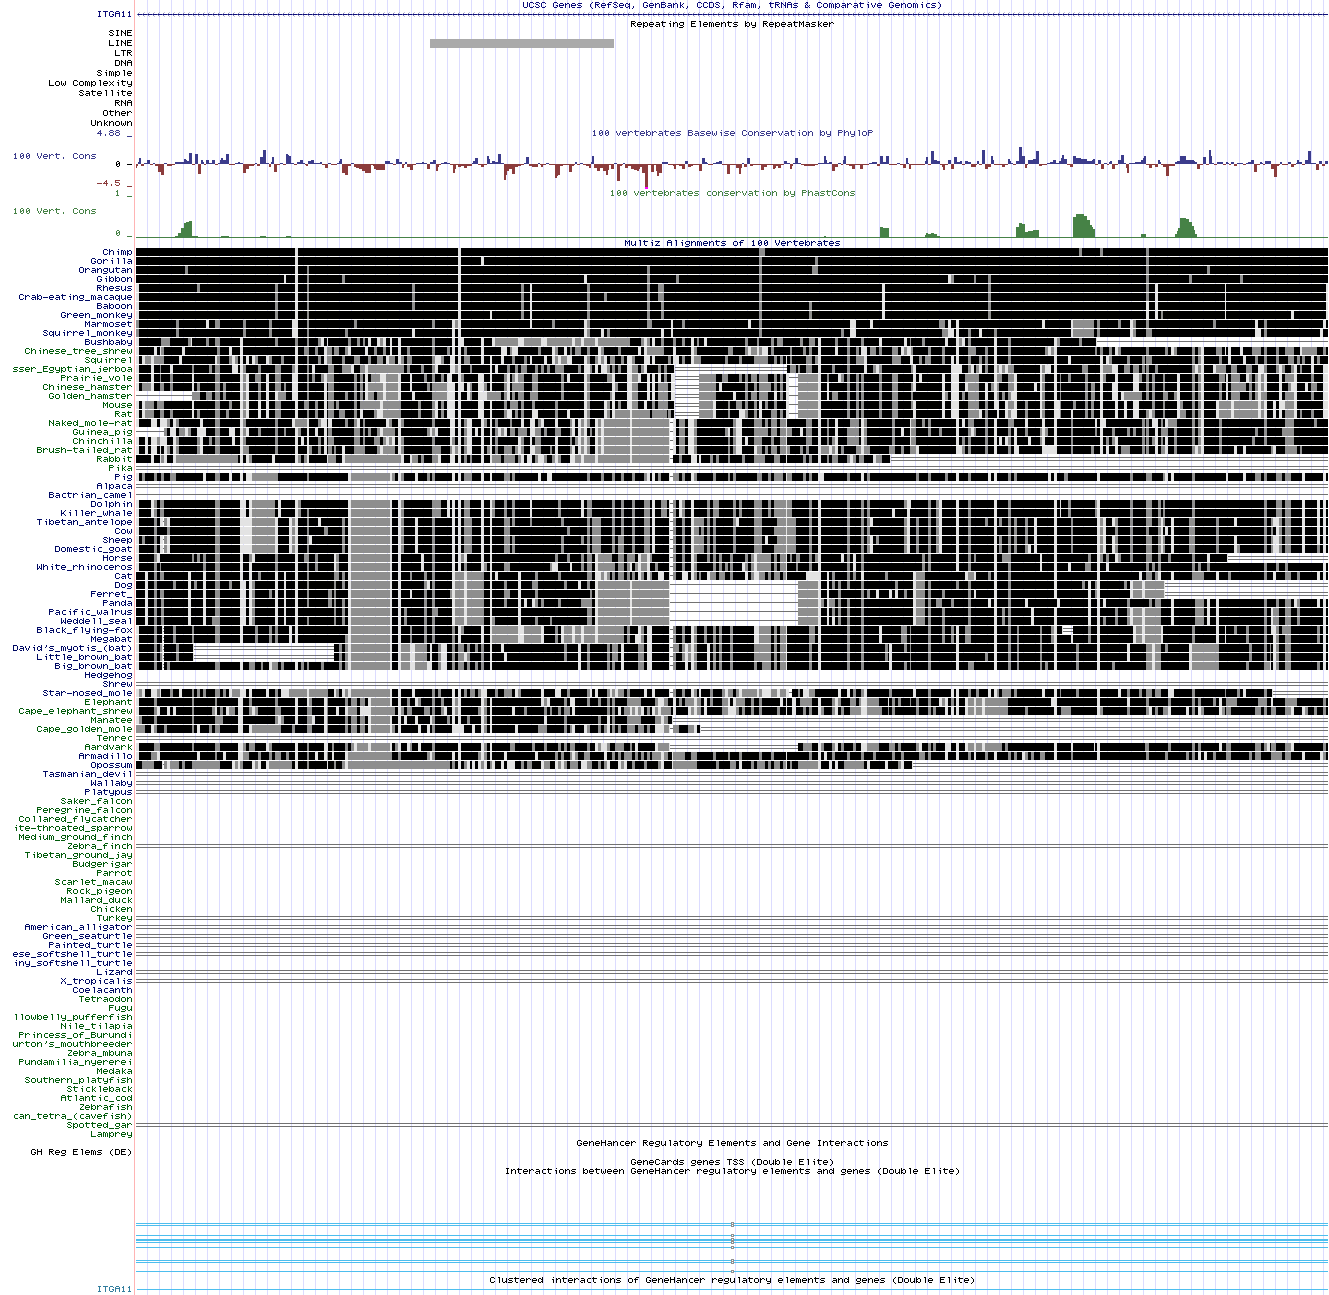 UCSC Genes (RefSeq, GenBank, CCDS, Rfam, tRNAs & Comparative Genomics)
ITGA11
Repeating Elements by RepeatMasker
SINE
LINE
LTR
DNA
Simple
Low Complexity
Satellite
RNA
Other
Unknown
4.88 _
100 vertebrates Basewise Conservation by PhyloP
100 Vert. Cons
0 -
-4.5 _
100 vertebrates conservation by PhastCons
1 _
100 Vert. Cons
0 _
Multiz Alignments of 100 Vertebrates
Chimp
Gorilla
Orangutan
Gibbon
Rhesus
Crab-eating_macaque
Baboon
Green_monkey
Marmoset
Squirrel_monkey
Bushbaby
Chinese_tree_shrew
Squirrel
sser_Egyptian_jerboa
Prairie_vole
Chinese_hamster
Golden_hamster
Mouse
Rat
Naked_mole-rat
Guinea_pig
Chinchilla
Brush-tailed_rat
Rabbit
Pika
Pig
Alpaca
Bactrian_camel
Dolphin
Killer_whale
Tibetan_antelope
Cow
Sheep
Domestic_goat
Horse
White_rhinoceros
Cat
Dog
Ferret_
Panda
Pacific_walrus
Weddell_seal
Black_flying-fox
Megabat
David's_myotis_(bat)
Little_brown_bat
Big_brown_bat
Hedgehog
Shrew
Star-nosed_mole
Elephant
Cape_elephant_shrew
Manatee
Cape_golden_mole
Tenrec
Aardvark
Armadillo
Opossum
Tasmanian_devil
Wallaby
Platypus
Saker_falcon
Peregrine_falcon
Collared_flycatcher
ite-throated_sparrow
Medium_ground_finch
Zebra_finch
Tibetan_ground_jay
Budgerigar
Parrot
Scarlet_macaw
Rock_pigeon
Mallard_duck
Chicken
Turkey
American_alligator
Green_seaturtle
Painted_turtle
ese_softshell_turtle
iny_softshell_turtle
Lizard
X_tropicalis
Coelacanth
Tetraodon
Fugu
llowbelly_pufferfish
Nile_tilapia
Princess_of_Burundi
urton's_mouthbreeder
Zebra_mbuna
Pundamilia_nyererei
Medaka
Southern_platyfish
Stickleback
Atlantic_cod
Zebrafish
can_tetra_(cavefish)
Spotted_gar
Lamprey
GeneHancer Regulatory Elements and Gene Interactions
GH Reg Elems (DE)
GeneCards genes TSS (Double Elite)
Interactions between GeneHancer regulatory elements and genes (Double Elite)
Clustered interactions of GeneHancer regulatory elements and genes (Double Elite)
ITGA11